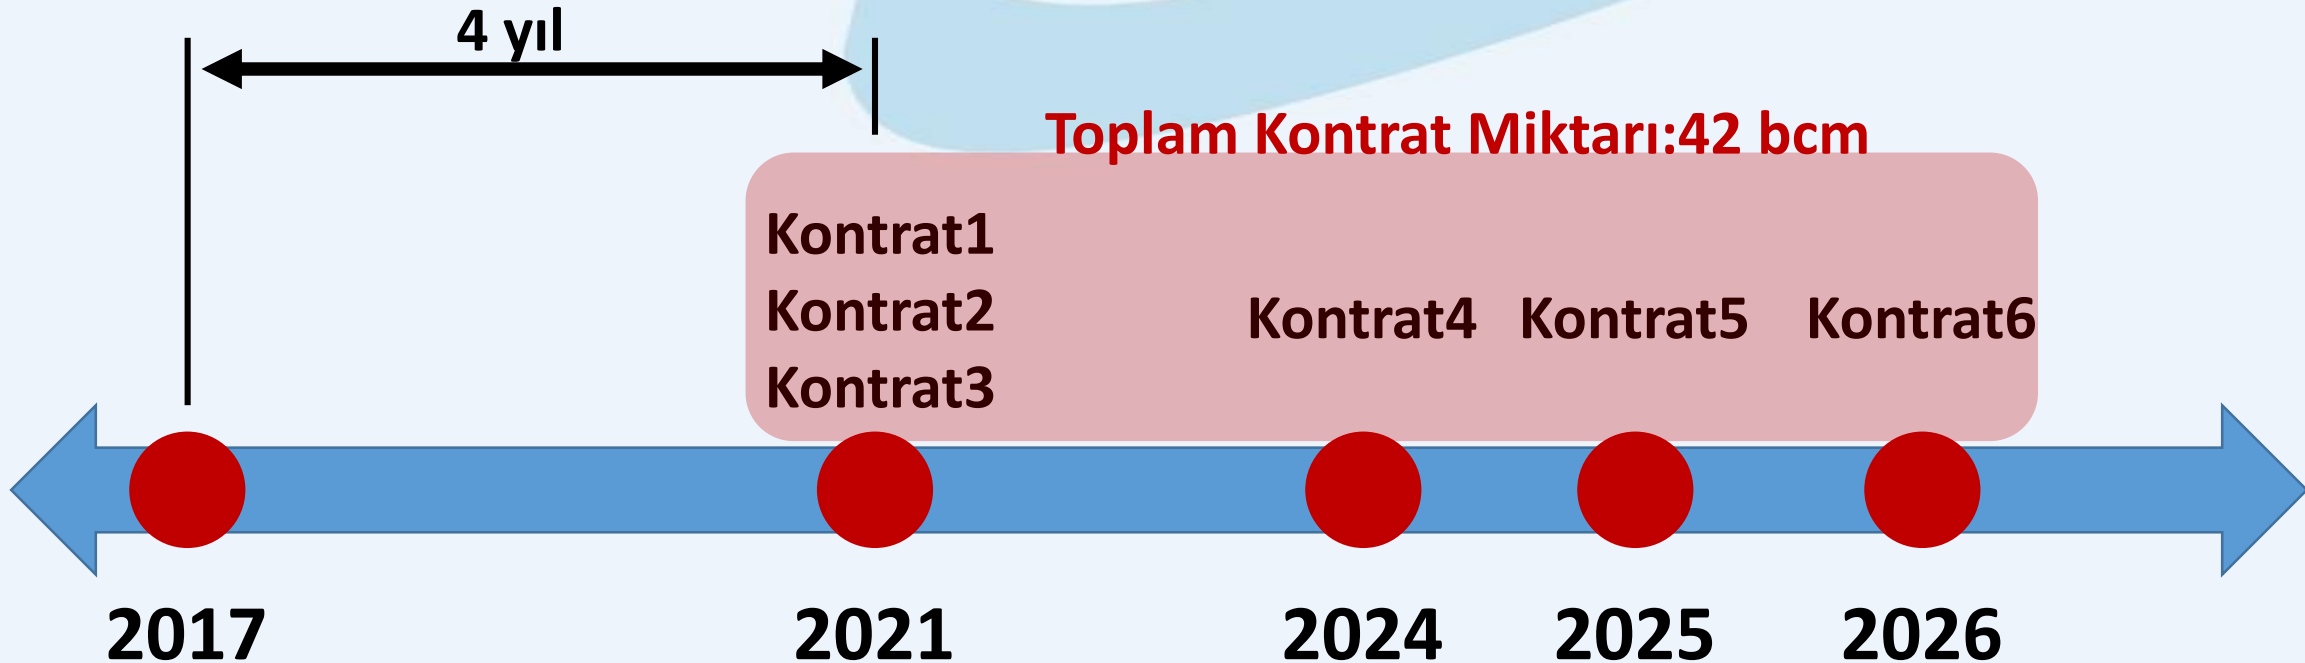 4 yıl
Toplam Kontrat Miktarı:42 bcm
Kontrat1
Kontrat2
Kontrat3
Kontrat4
Kontrat5
Kontrat6
2017
2021
2024
2025
2026